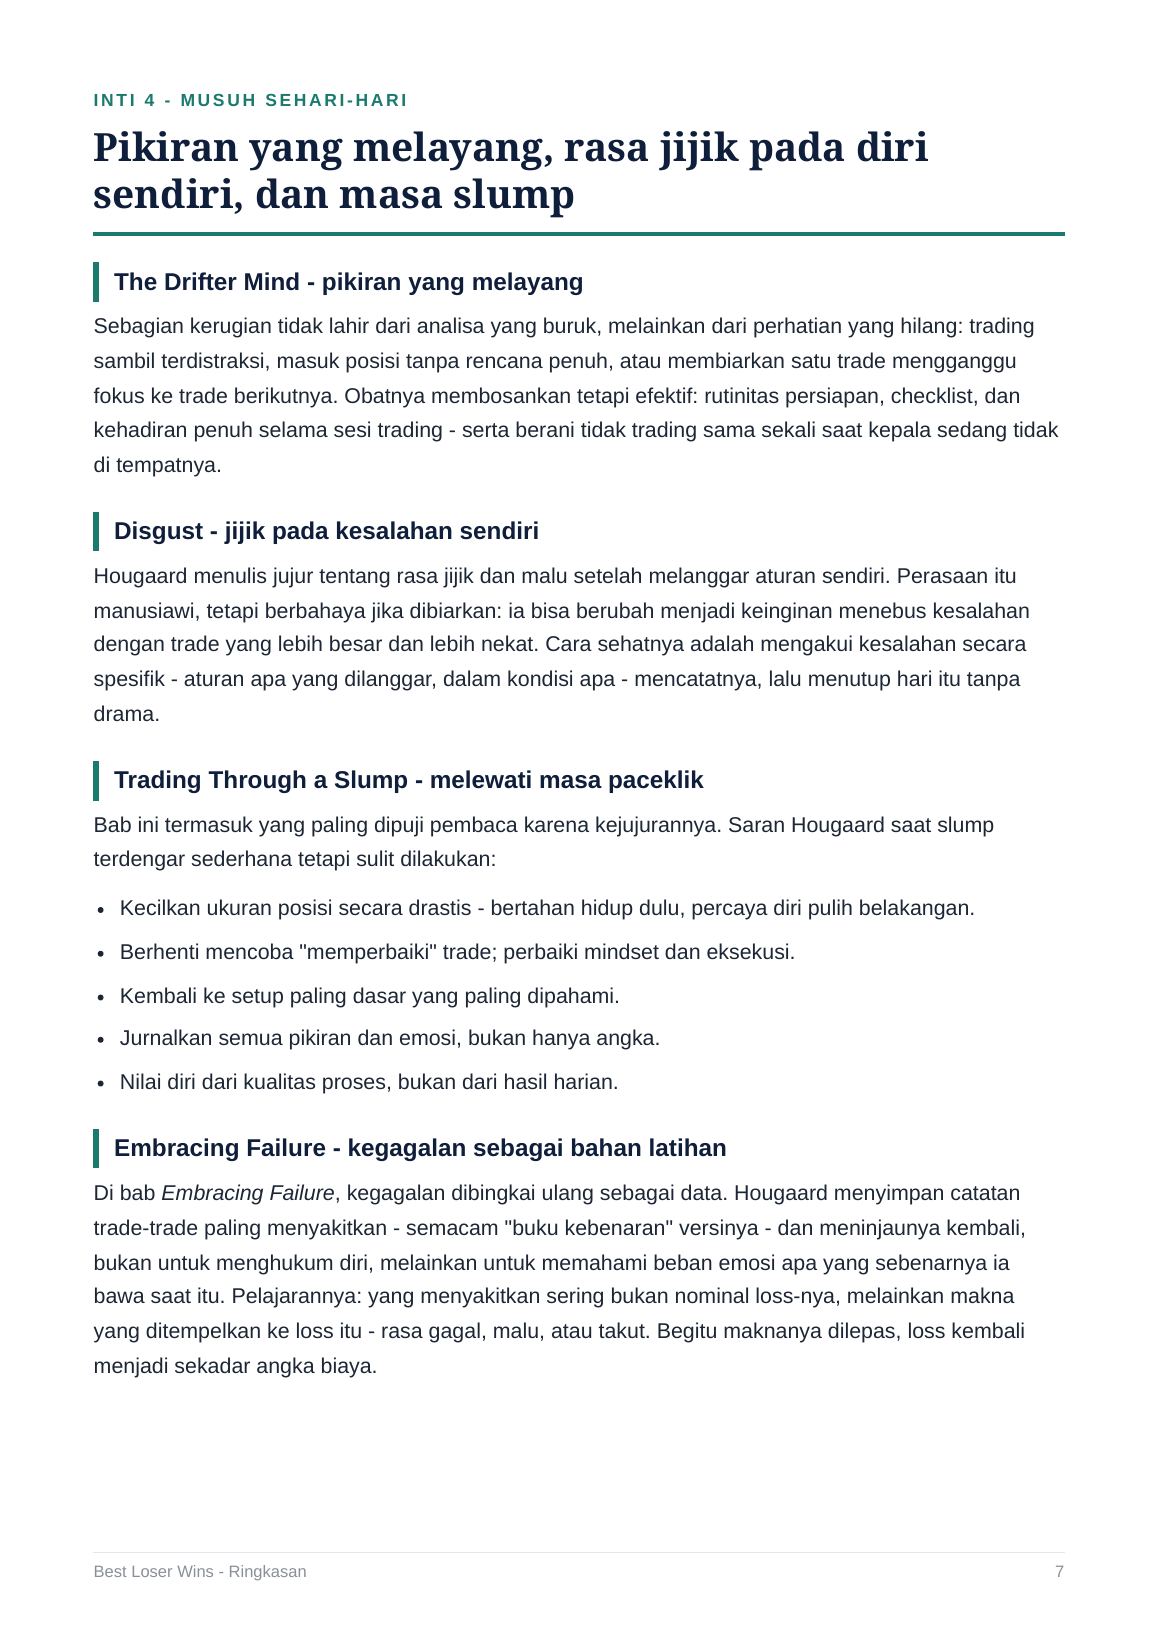 INTI 4 - MUSUH SEHARI-HARI
Pikiran yang melayang, rasa jijik pada diri
sendiri, dan masa slump
The Drifter Mind - pikiran yang melayang
Sebagian kerugian tidak lahir dari analisa yang buruk, melainkan dari perhatian yang hilang: trading
sambil terdistraksi, masuk posisi tanpa rencana penuh, atau membiarkan satu trade mengganggu
fokus ke trade berikutnya. Obatnya membosankan tetapi efektif: rutinitas persiapan, checklist, dan
kehadiran penuh selama sesi trading - serta berani tidak trading sama sekali saat kepala sedang tidak
di tempatnya.
Disgust - jijik pada kesalahan sendiri
Hougaard menulis jujur tentang rasa jijik dan malu setelah melanggar aturan sendiri. Perasaan itu
manusiawi, tetapi berbahaya jika dibiarkan: ia bisa berubah menjadi keinginan menebus kesalahan
dengan trade yang lebih besar dan lebih nekat. Cara sehatnya adalah mengakui kesalahan secara
spesifik - aturan apa yang dilanggar, dalam kondisi apa - mencatatnya, lalu menutup hari itu tanpa
drama.
Trading Through a Slump - melewati masa paceklik
Bab ini termasuk yang paling dipuji pembaca karena kejujurannya. Saran Hougaard saat slump
terdengar sederhana tetapi sulit dilakukan:
• Kecilkan ukuran posisi secara drastis - bertahan hidup dulu, percaya diri pulih belakangan.
• Berhenti mencoba "memperbaiki" trade; perbaiki mindset dan eksekusi.
• Kembali ke setup paling dasar yang paling dipahami.
• Jurnalkan semua pikiran dan emosi, bukan hanya angka.
• Nilai diri dari kualitas proses, bukan dari hasil harian.
Embracing Failure - kegagalan sebagai bahan latihan
Di bab Embracing Failure, kegagalan dibingkai ulang sebagai data. Hougaard menyimpan catatan
trade-trade paling menyakitkan - semacam "buku kebenaran" versinya - dan meninjaunya kembali,
bukan untuk menghukum diri, melainkan untuk memahami beban emosi apa yang sebenarnya ia
bawa saat itu. Pelajarannya: yang menyakitkan sering bukan nominal loss-nya, melainkan makna
yang ditempelkan ke loss itu - rasa gagal, malu, atau takut. Begitu maknanya dilepas, loss kembali
menjadi sekadar angka biaya.
Best Loser Wins - Ringkasan
7